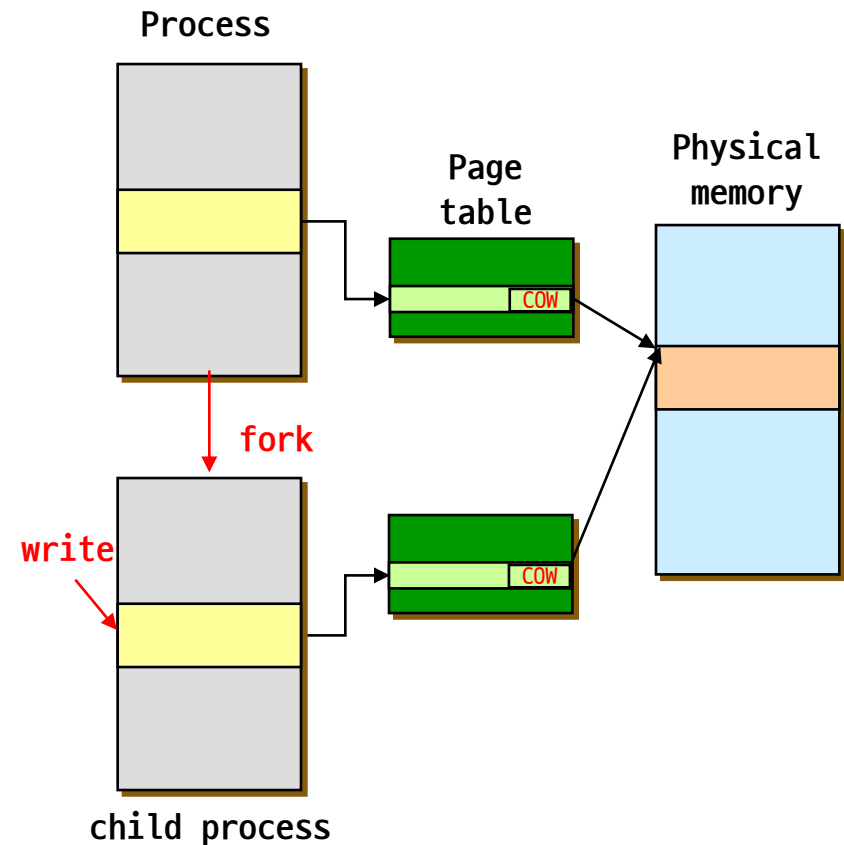 Process
Page
table
Physical
memory
COW
fork
write
COW
child process